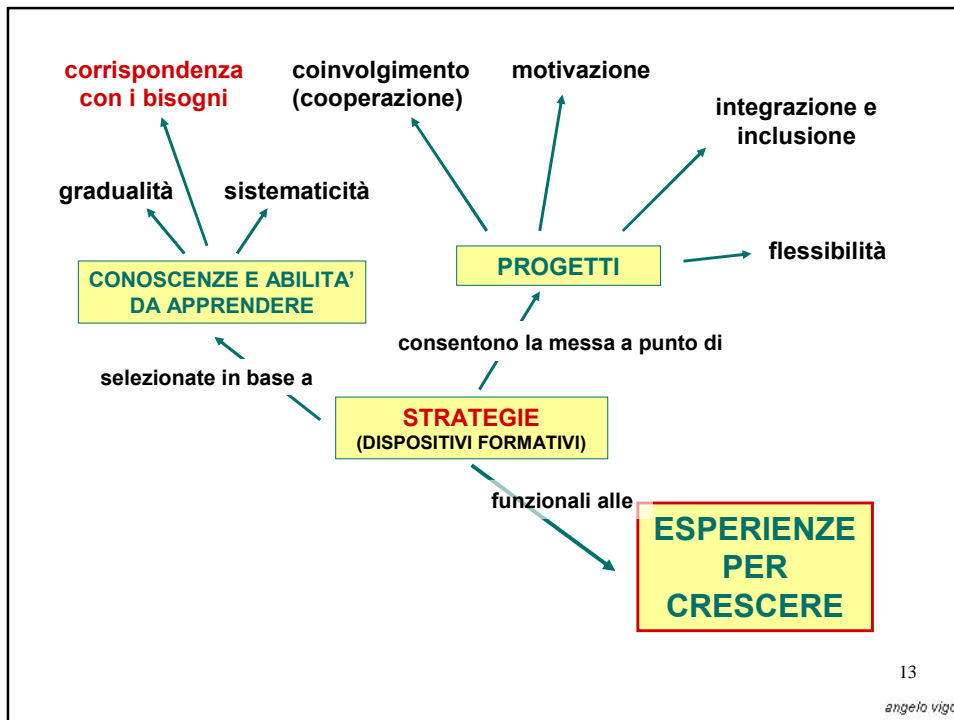 corrispondenza
con i bisogni
coinvolgimento
(cooperazione)
motivazione
integrazione e
inclusione
gradualità
sistematicità
flessibilità
CONOSCENZE E ABILITA’
DA APPRENDERE
PROGETTI
consentono la messa a punto di
selezionate in base a
STRATEGIE
(DISPOSITIVI FORMATIVI)
funzionali alle
ESPERIENZE
PER
CRESCERE
13
angelo vigo